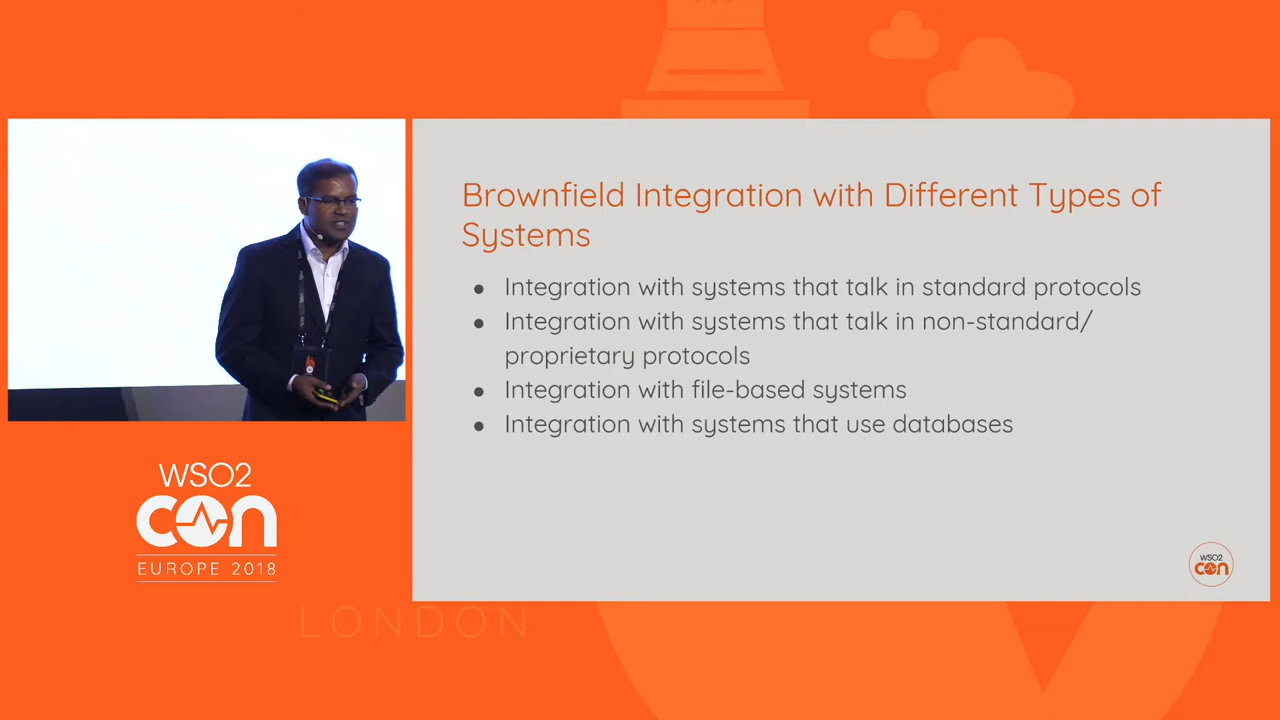 Brownfield Integration with Different Types of
Systems
● Integration with systems that talk in standard protocols
● Integration with systems that talk in non-standard/
proprietary protocols
● Integration with file-based systems
● Integration with systems that use databases
WSO2
con
EUROPE 2018
LONDON
WSO2
con